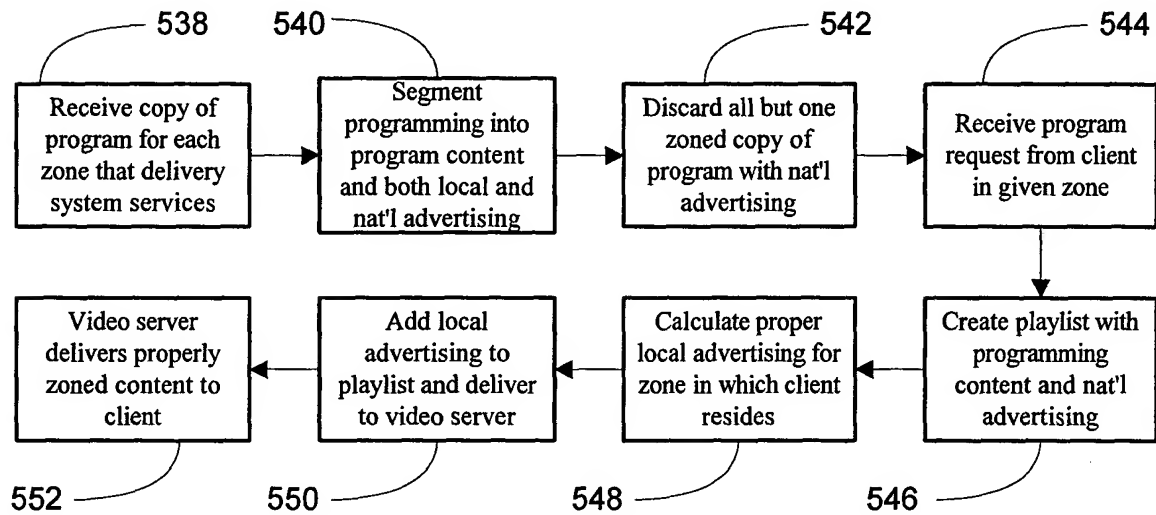 538
540
542
544
Receive copy of
program for each
zone that delivery
system services
Segment
programming into
program content
and both local and
nat'l advertising
Discard all but one
zoned copy of
program with nat'l
advertising
Receive program
request from client
in given zone
Video server
delivers properly
zoned content to
client
Add local
advertising to
playlist and deliver
to video server
Calculate proper
local advertising for
zone in which client
resides
Create playlist with
programming
content and nat'l
advertising
552
550
548
546